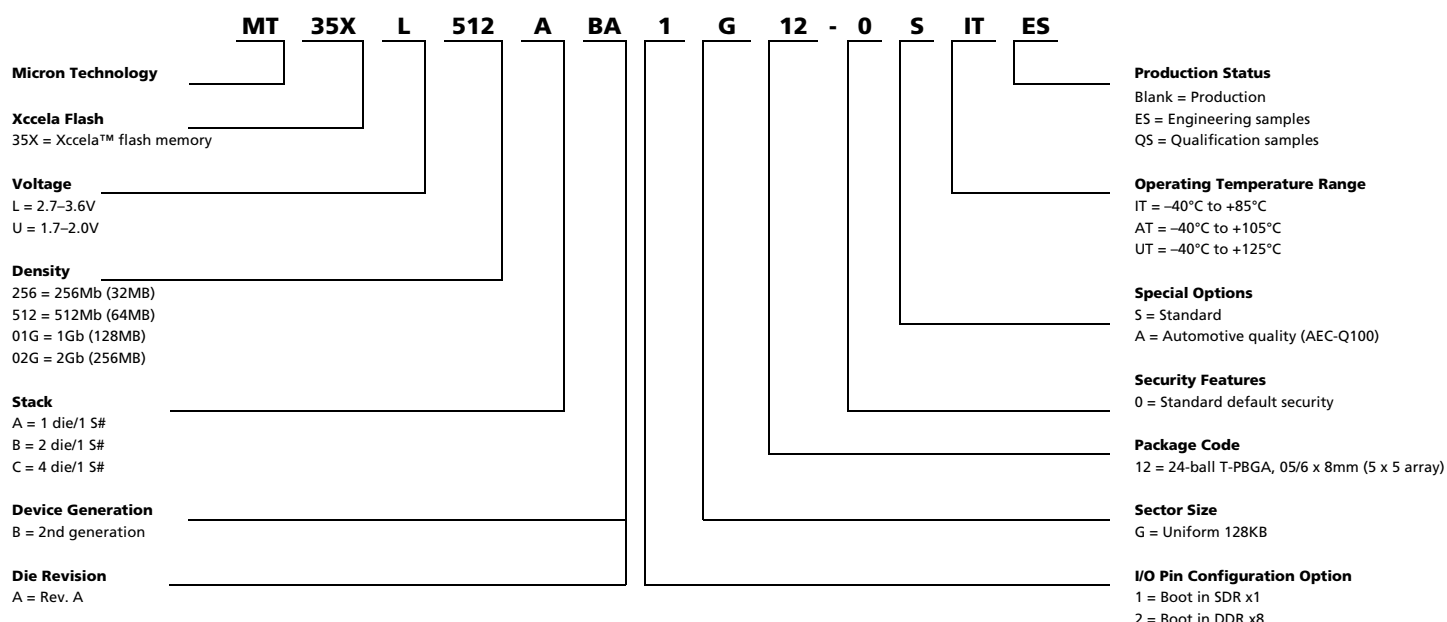 MT 35X L 512 A BA 1 G 12 - 0 S IT ES
Micron Technology
Xccela Flash
35X = Xccela™ flash memory
Voltage
L = 2.7–3.6V
U = 1.7–2.0V
Density
256 = 256Mb (32MB)
512 = 512Mb (64MB)
01G = 1Gb (128MB)
02G = 2Gb (256MB)
Stack
A = 1 die/1 S#
B = 2 die/1 S#
C = 4 die/1 S#
Device Generation
B = 2nd generation
Die Revision
A = Rev. A
Production Status
Blank = Production
ES = Engineering samples
QS = Qualification samples
Operating Temperature Range
IT = –40°C to +85°C
AT = –40°C to +105°C
UT = –40°C to +125°C
Special Options
S = Standard
A = Automotive quality (AEC-Q100)
Security Features
0 = Standard default security
Package Code
12 = 24-ball T-PBGA, 05/6 x 8mm (5 x 5 array)
Sector Size
G = Uniform 128KB
I/O Pin Configuration Option
1 = Boot in SDR x1
2 = Boot in DDR x8